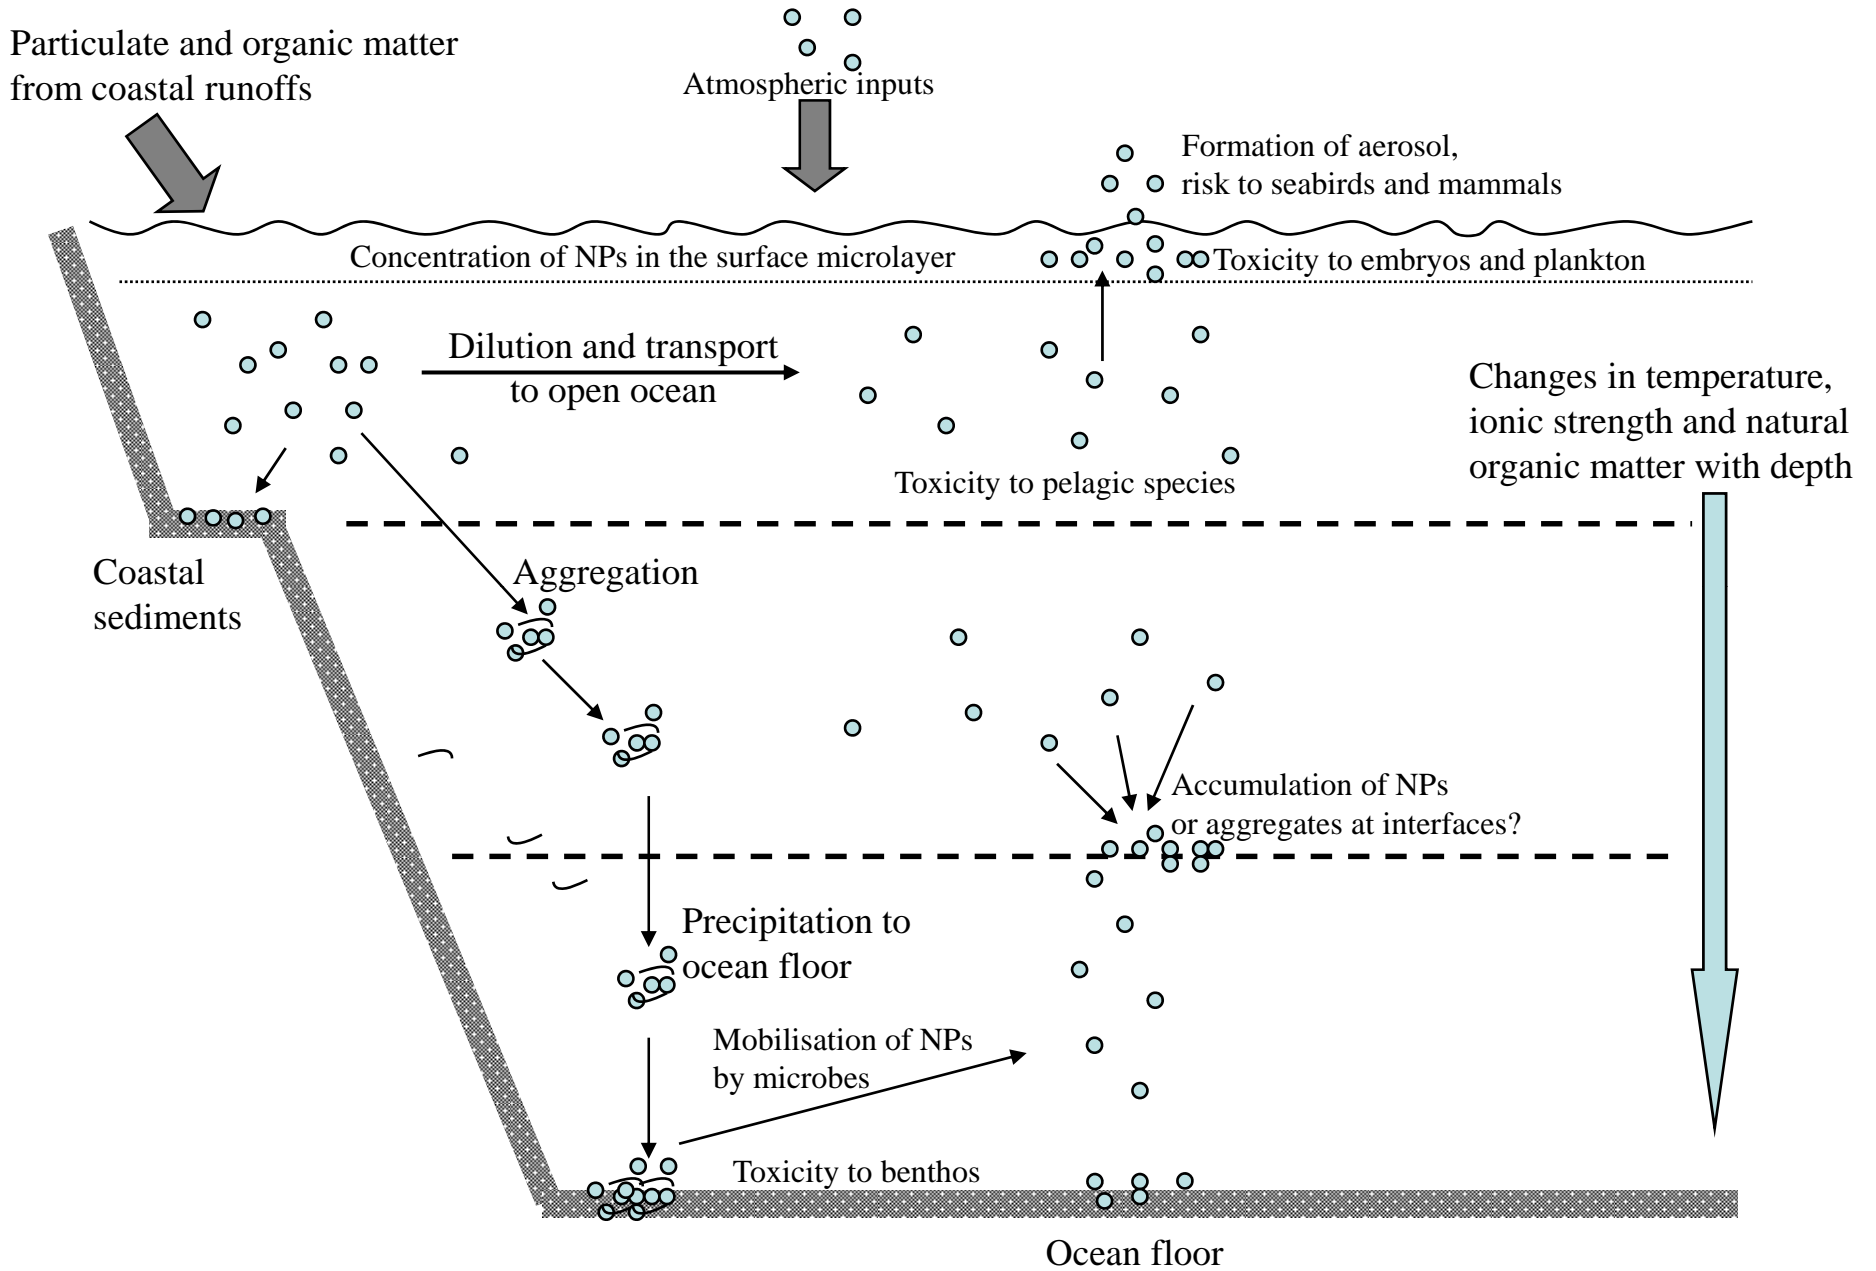 Particulate and organic matter
from coastal runoffs
Atmospheric inputs
Formation of aerosol,
risk to seabirds and mammals
Concentration of NPs in the surface microlayer
Toxicity to embryos and plankton
Dilution and transport
to open ocean
Changes in temperature,
ionic strength and natural
organic matter with depth
Toxicity to pelagic species
Coastal
sediments
Aggregation
Accumulation of NPs
or aggregates at interfaces?
Precipitation to
ocean floor
Mobilisation of NPs
by microbes
Toxicity to benthos
Ocean floor